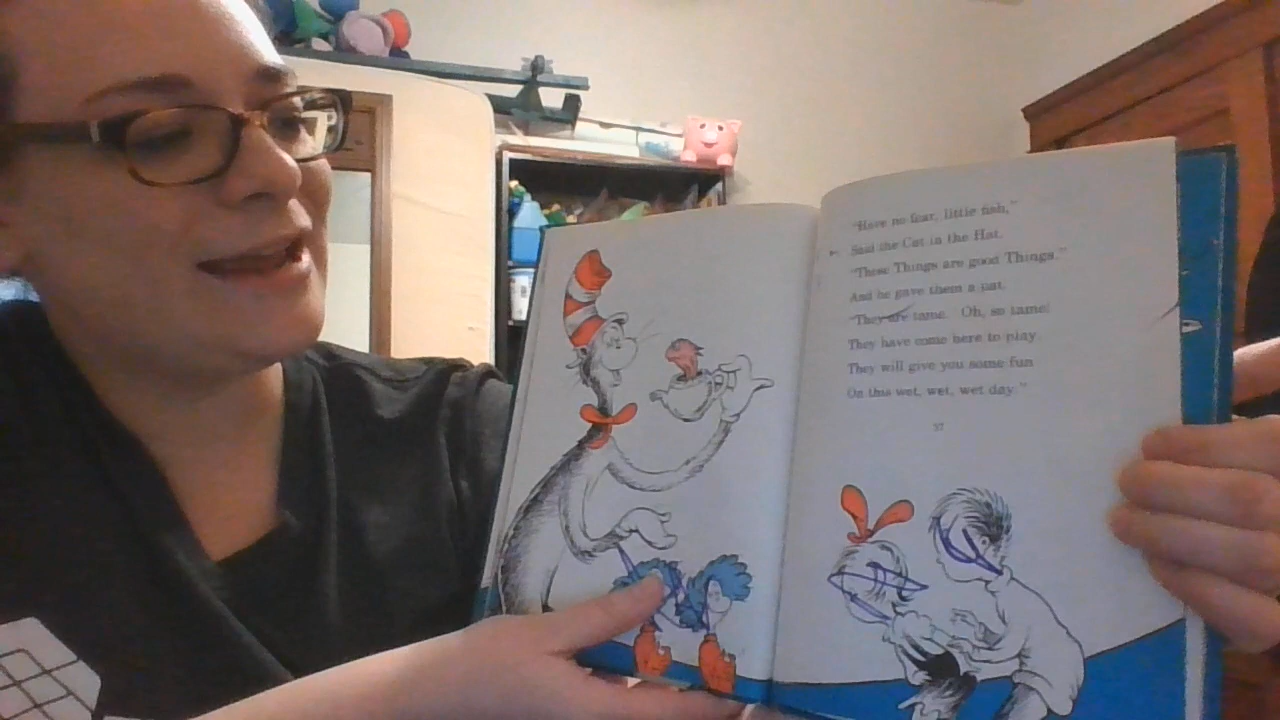 "Have no fear, little fish,"
Said the Cat in the Hat.
"These Things are good Things."
And he gave them a pat.
"They are tame. Oh, so tame!
They have come here to play.
They will give you some fun
On this wet, wet, wet day."
37